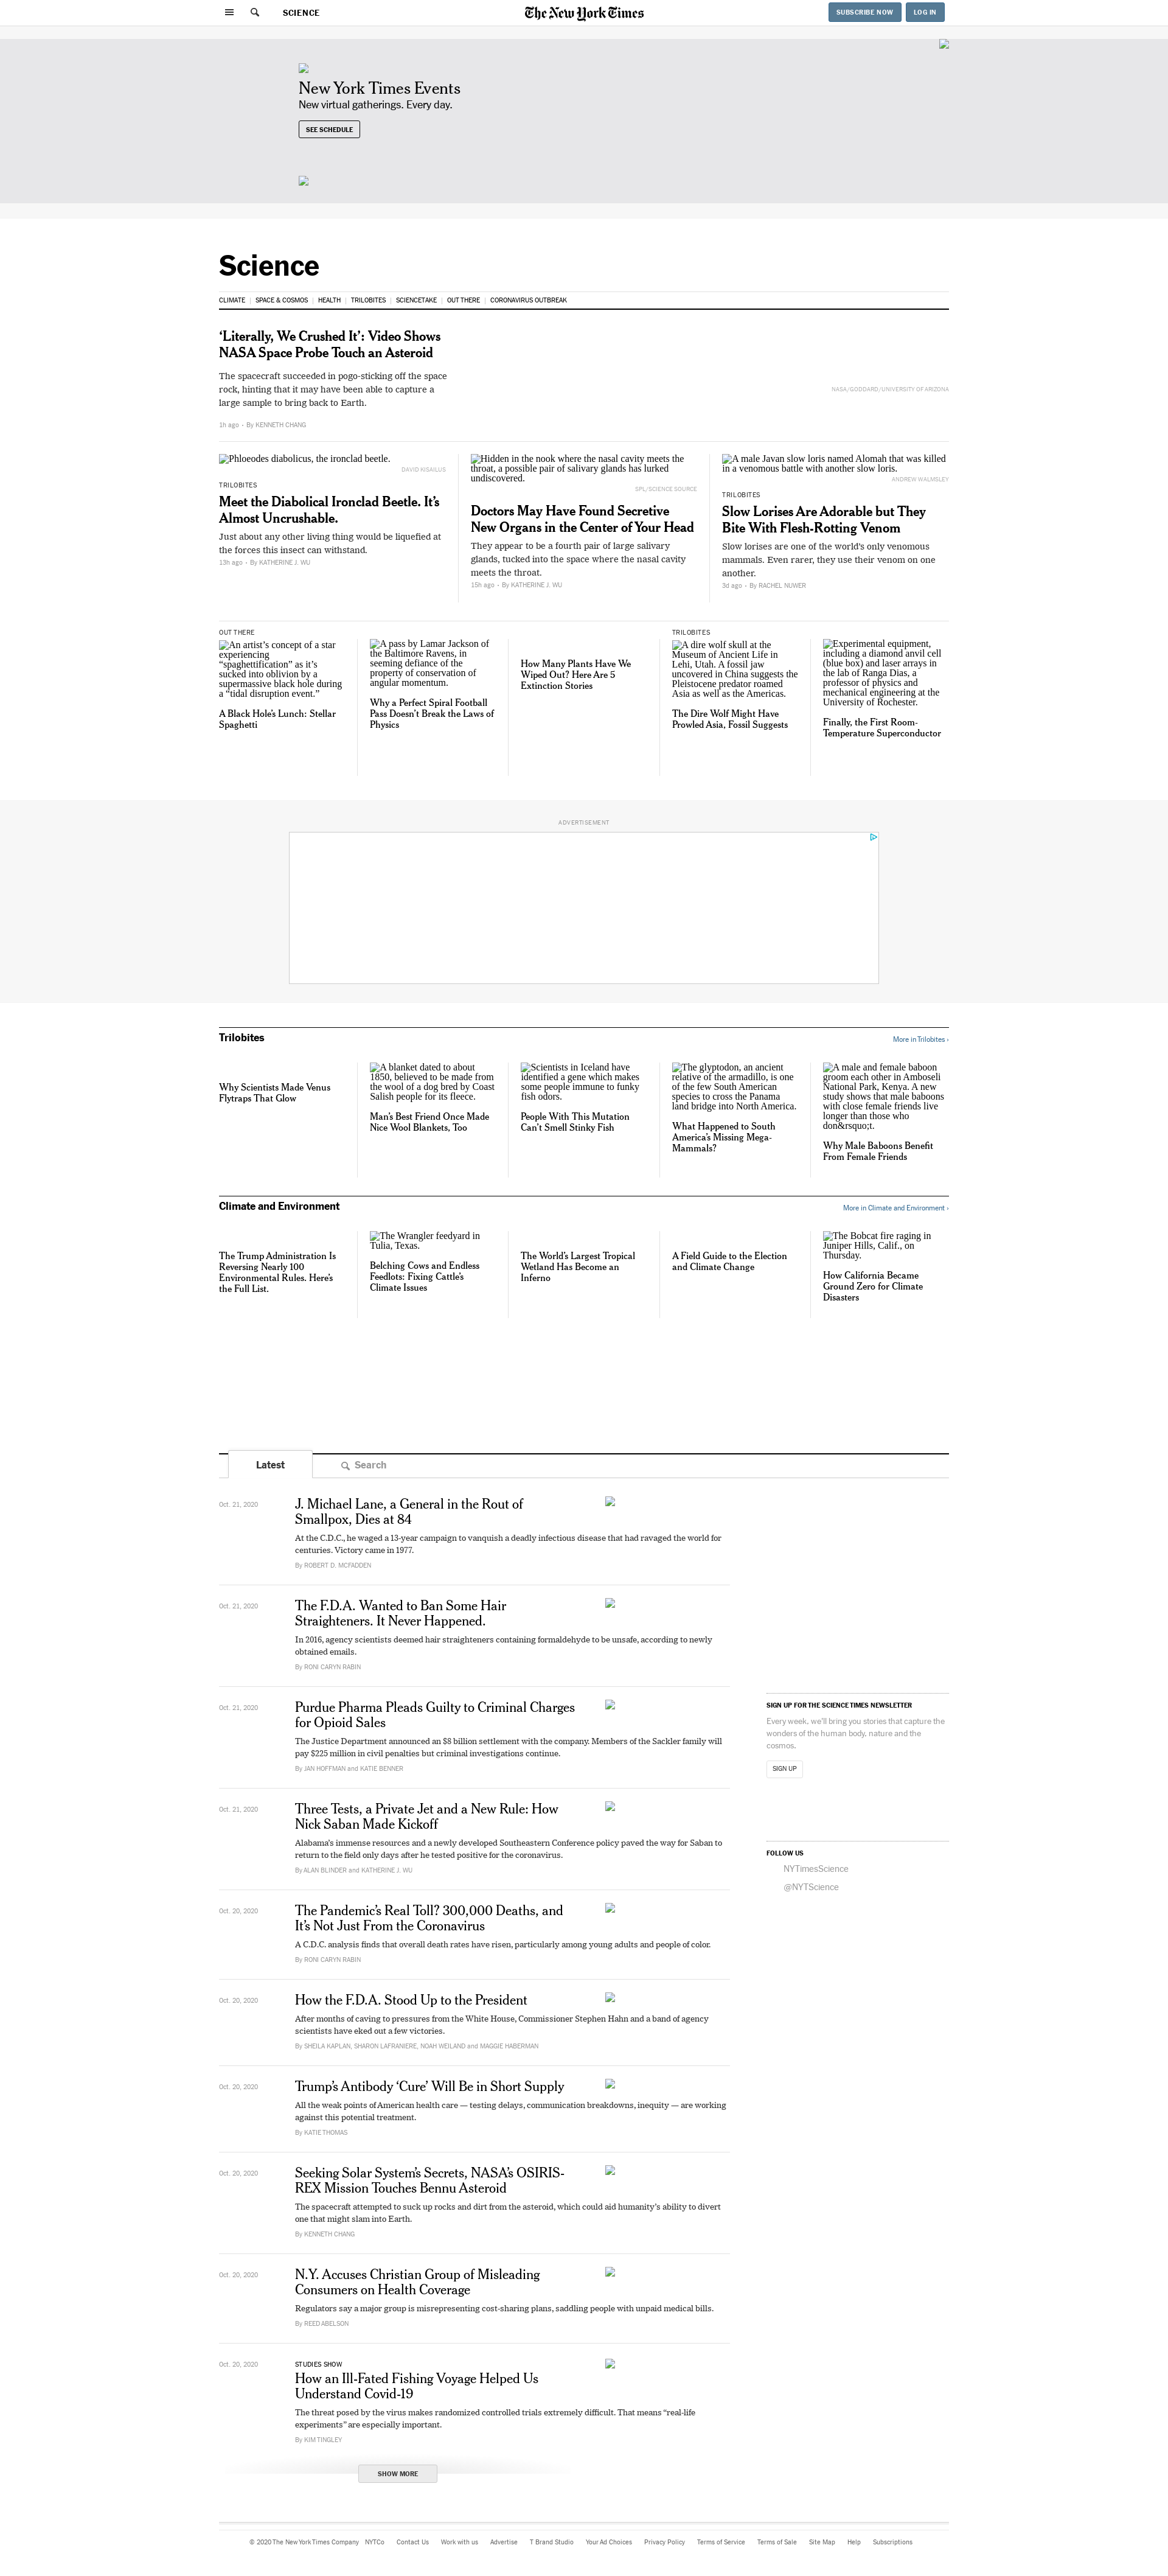 SCIENCE
The New York Times
SUBSCRIBE NOW
LOG IN
New York Times Events
New virtual gatherings. Every day.
SEE SCHEDULE
Science
CLIMATE
SPACE & COSMOS
HEALTH
TRILOBITES
SCIENCETAKE
OUT THERE
CORONAVIRUS OUTBREAK
‘Literally, We Crushed It’: Video Shows
NASA Space Probe Touch an Asteroid
The spacecraft succeeded in pogo-sticking off the space
rock, hinting that it may have been able to capture a
large sample to bring back to Earth.
1h ago • By KENNETH CHANG
NASA/GODDARD/UNIVERSITY OF ARIZONA
Phloeodes diabolicus, the ironclad beetle.
DAVID KISAILUS
TRILOBITES
Meet the Diabolical Ironclad Beetle. It’s
Almost Uncrushable.
Just about any other living thing would be liquefied at
the forces this insect can withstand.
13h ago • By KATHERINE J. WU
Hidden in the nook where the nasal cavity meets the
throat, a possible pair of salivary glands has lurked
undiscovered.
SPL/SCIENCE SOURCE
Doctors May Have Found Secretive
New Organs in the Center of Your Head
They appear to be a fourth pair of large salivary
glands, tucked into the space where the nasal cavity
meets the throat.
15h ago • By KATHERINE J. WU
A male Javan slow loris named Alomah that was killed
in a venomous battle with another slow loris.
ANDREW WALMSLEY
TRILOBITES
Slow Lorises Are Adorable but They
Bite With Flesh-Rotting Venom
Slow lorises are one of the world’s only venomous
mammals. Even rarer, they use their venom on one
another.
3d ago • By RACHEL NUWER
OUT THERE
An artist’s concept of a star
experiencing
“spaghettification” as it’s
sucked into oblivion by a
supermassive black hole during
a “tidal disruption event.”
A Black Hole’s Lunch: Stellar
Spaghetti
A pass by Lamar Jackson of
the Baltimore Ravens, in
seeming defiance of the
property of conservation of
angular momentum.
Why a Perfect Spiral Football
Pass Doesn’t Break the Laws of
Physics
How Many Plants Have We
Wiped Out? Here Are 5
Extinction Stories
TRILOBITES
A dire wolf skull at the
Museum of Ancient Life in
Lehi, Utah. A fossil jaw
uncovered in China suggests the
Pleistocene predator roamed
Asia as well as the Americas.
The Dire Wolf Might Have
Prowled Asia, Fossil Suggests
Experimental equipment,
including a diamond anvil cell
(blue box) and laser arrays in
the lab of Ranga Dias, a
professor of physics and
mechanical engineering at the
University of Rochester.
Finally, the First Room-
Temperature Superconductor
ADVERTISEMENT
Trilobites
More in Trilobites ›
Why Scientists Made Venus
Flytraps That Glow
A blanket dated to about
1850, believed to be made from
the wool of a dog bred by Coast
Salish people for its fleece.
Man’s Best Friend Once Made
Nice Wool Blankets, Too
Scientists in Iceland have
identified a gene which makes
some people immune to funky
fish odors.
People With This Mutation
Can’t Smell Stinky Fish
The glyptodon, an ancient
relative of the armadillo, is one
of the few South American
species to cross the Panama
land bridge into North America.
What Happened to South
America’s Missing Mega-
Mammals?
A male and female baboon
groom each other in Amboseli
National Park, Kenya. A new
study shows that male baboons
with close female friends live
longer than those who
don&rsquo;t.
Why Male Baboons Benefit
From Female Friends
Climate and Environment
More in Climate and Environment ›
The Trump Administration Is
Reversing Nearly 100
Environmental Rules. Here’s
the Full List.
The Wrangler feedyard in
Tulia, Texas.
Belching Cows and Endless
Feedlots: Fixing Cattle’s
Climate Issues
The World’s Largest Tropical
Wetland Has Become an
Inferno
A Field Guide to the Election
and Climate Change
The Bobcat fire raging in
Juniper Hills, Calif., on
Thursday.
How California Became
Ground Zero for Climate
Disasters
Latest
Search
Oct. 21, 2020
J. Michael Lane, a General in the Rout of
Smallpox, Dies at 84
At the C.D.C., he waged a 13-year campaign to vanquish a deadly infectious disease that had ravaged the world for
centuries. Victory came in 1977.
By ROBERT D. MCFADDEN
Oct. 21, 2020
The F.D.A. Wanted to Ban Some Hair
Straighteners. It Never Happened.
In 2016, agency scientists deemed hair straighteners containing formaldehyde to be unsafe, according to newly
obtained emails.
By RONI CARYN RABIN
Oct. 21, 2020
Purdue Pharma Pleads Guilty to Criminal Charges
for Opioid Sales
The Justice Department announced an $8 billion settlement with the company. Members of the Sackler family will
pay $225 million in civil penalties but criminal investigations continue.
By JAN HOFFMAN and KATIE BENNER
Oct. 21, 2020
Three Tests, a Private Jet and a New Rule: How
Nick Saban Made Kickoff
Alabama’s immense resources and a newly developed Southeastern Conference policy paved the way for Saban to
return to the field only days after he tested positive for the coronavirus.
By ALAN BLINDER and KATHERINE J. WU
Oct. 20, 2020
The Pandemic’s Real Toll? 300,000 Deaths, and
It’s Not Just From the Coronavirus
A C.D.C. analysis finds that overall death rates have risen, particularly among young adults and people of color.
By RONI CARYN RABIN
Oct. 20, 2020
How the F.D.A. Stood Up to the President
After months of caving to pressures from the White House, Commissioner Stephen Hahn and a band of agency
scientists have eked out a few victories.
By SHEILA KAPLAN, SHARON LAFRANIERE, NOAH WEILAND and MAGGIE HABERMAN
Oct. 20, 2020
Trump’s Antibody ‘Cure’ Will Be in Short Supply
All the weak points of American health care — testing delays, communication breakdowns, inequity — are working
against this potential treatment.
By KATIE THOMAS
Oct. 20, 2020
Seeking Solar System’s Secrets, NASA’s OSIRIS-
REX Mission Touches Bennu Asteroid
The spacecraft attempted to suck up rocks and dirt from the asteroid, which could aid humanity’s ability to divert
one that might slam into Earth.
By KENNETH CHANG
Oct. 20, 2020
N.Y. Accuses Christian Group of Misleading
Consumers on Health Coverage
Regulators say a major group is misrepresenting cost-sharing plans, saddling people with unpaid medical bills.
By REED ABELSON
Oct. 20, 2020
STUDIES SHOW
How an Ill-Fated Fishing Voyage Helped Us
Understand Covid-19
The threat posed by the virus makes randomized controlled trials extremely difficult. That means “real-life
experiments” are especially important.
By KIM TINGLEY
SHOW MORE
SIGN UP FOR THE SCIENCE TIMES NEWSLETTER
Every week, we’ll bring you stories that capture the
wonders of the human body, nature and the
cosmos.
SIGN UP
FOLLOW US
NYTimesScience
@NYTScience
© 2020 The New York Times Company
NYTCo
Contact Us
Work with us
Advertise
T Brand Studio
Your Ad Choices
Privacy Policy
Terms of Service
Terms of Sale
Site Map
Help
Subscriptions